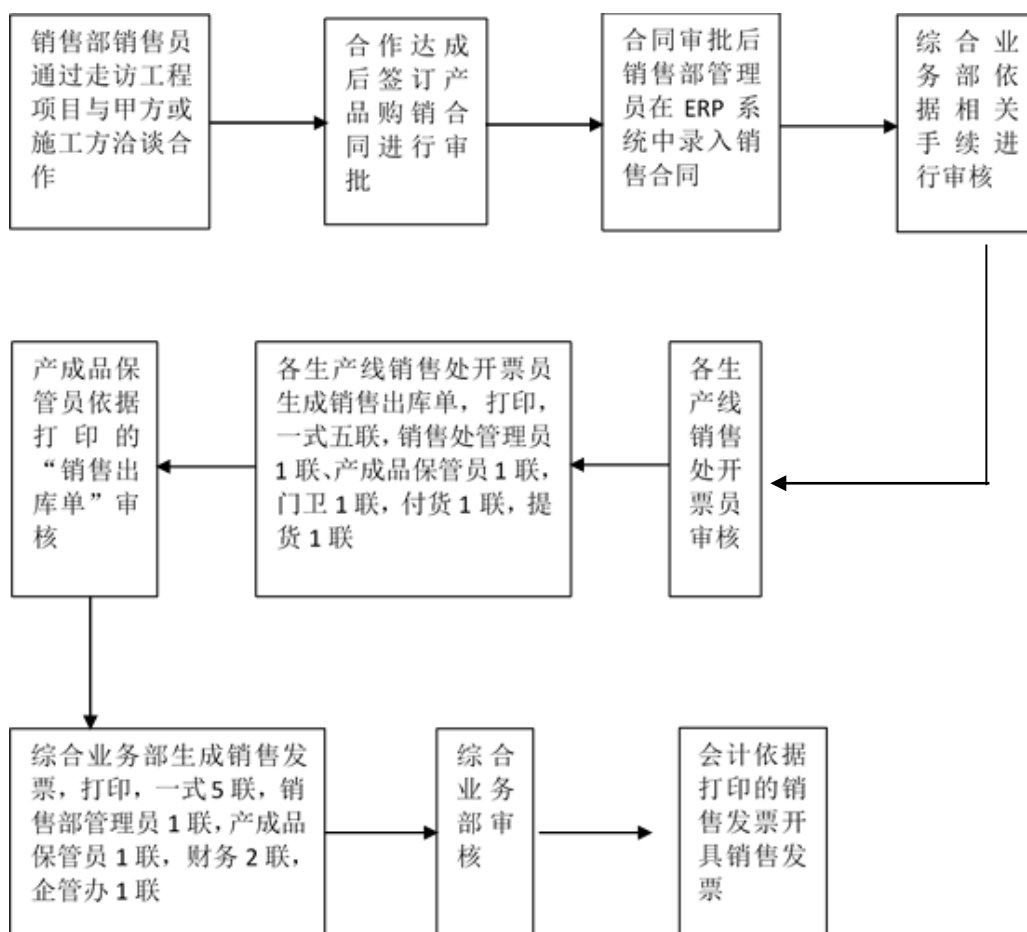 销售部销售员
通过走访工程
项目与甲方或
施工方洽谈合
作
合作达成
后签订产
品购销合
同进行审
批
合同审批后
销售部管理
员在 ERP 系
统中录入销
售合同
综合业
务部依
据相关
手续进
行审核
各生
产线
销售
处开
票员
审核
各生产线销售处开票员
生成销售出库单，打印，
一式五联，销售处管理员
1联、产成品保管员1联，
门卫1联，付货1联，提
货1联
产成品保
管员依据
打印的
“销售出
库单”审
核
综合业务部生成销售发
票，打印，一式5联，销
售部管理员1联，产成品
保管员1联，财务2联，
企管办1联
综合
业务
部审
核
会计依据
打印的销
售发票开
具销售发
票